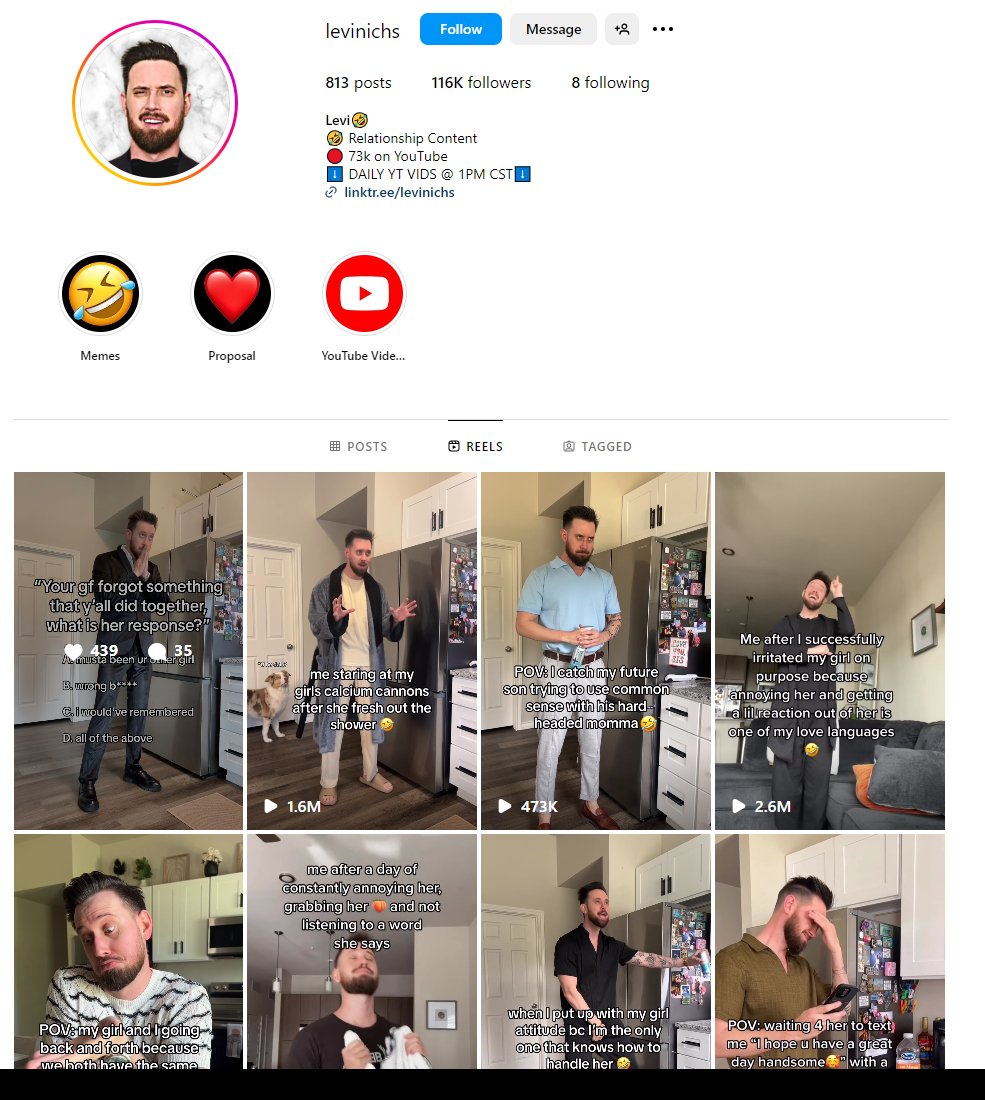 levinichs
Follow
Message
813 posts
116K followers
8 following
Levi🤣
🤣 Relationship Content
🔴 73k on YouTube
⬇️ DAILY YT VIDS @ 1PM CST⬇️
linktr.ee/levinichs
Memes
Proposal
YouTube Vide...
POSTS
REELS
TAGGED
"Your gf forgot something
that y'all did together,
what is her response?"
439
35
A. musta been ur other girl
B. wrong b****
C. i would've remembered
D. all of the above
me staring at my
girls calcium cannons
after she fresh out the
shower 🤣
1.6M
LOVE
YOU,
SIS
POV: I catch my future
son trying to use common
sense with his hard-
headed momma🤣
473K
Me after I successfully
irritated my girl on
purpose because
annoying her and getting
a lil reaction out of her is
one of my love languages
🤣
2.6M
POV: my girl and I going
back and forth because
we both have the same
me after a day of
constantly annoying her,
grabbing her 🍑 and not
listening to a word
she says
when I put up with my girl
attitude bc I'm the only
one that knows how to
handle her 🤣
POV: waiting 4 her to text
me "I hope u have a great
day handsome🥰" with a